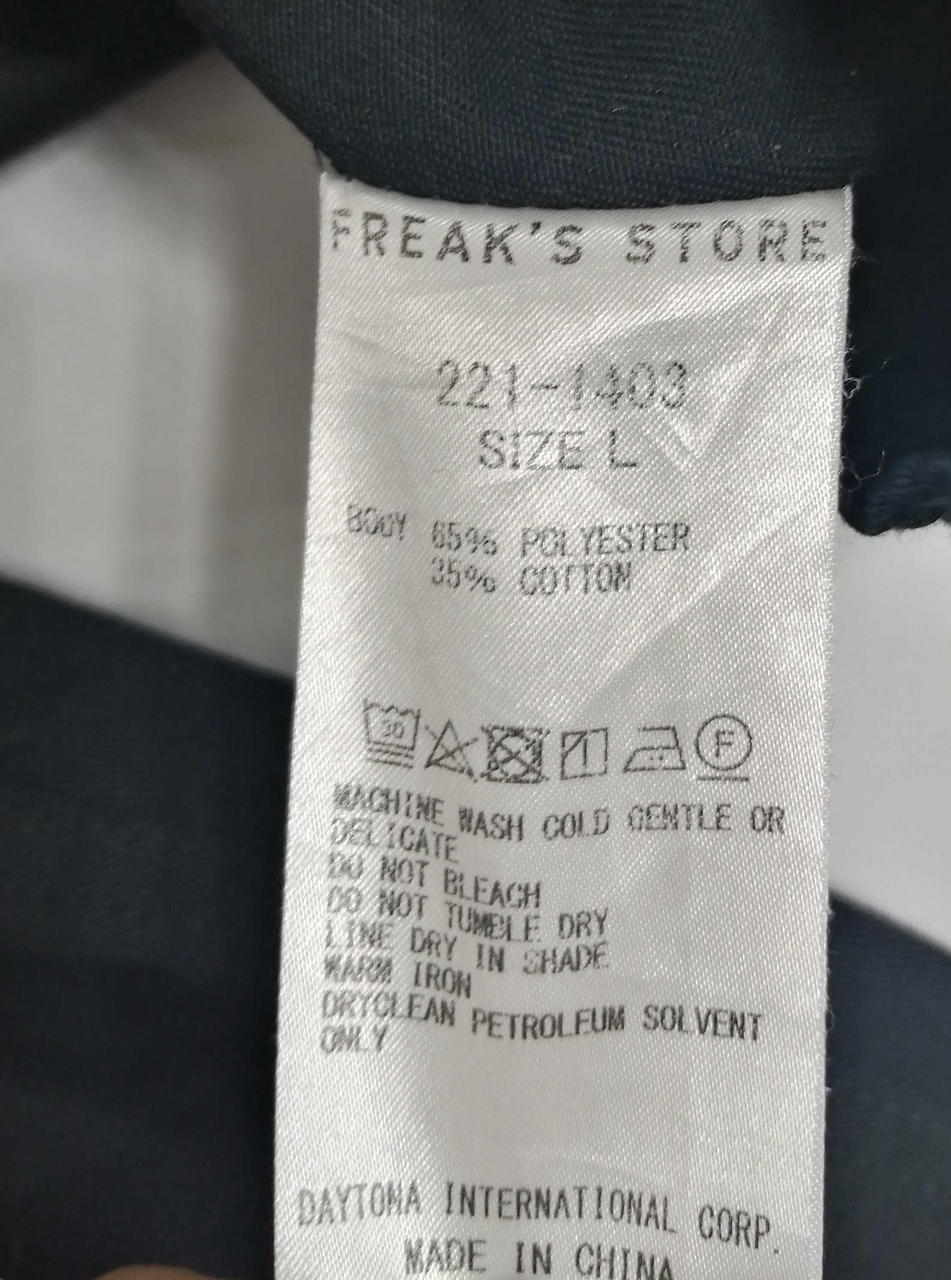 FREAK'S STORE
221-1403
SIZE L
BODY 65% POLYESTER
35% COTTON
30 F
MACHINE WASH COLD GENTLE OR
DELICATE
DO NOT BLEACH
DO NOT TUMBLE DRY
LINE DRY IN SHADE
WARM IRON
DRYCLEAN PETROLEUM SOLVENT
ONLY
DAYTONA INTERNATIONAL CORP.
MADE IN CHINA